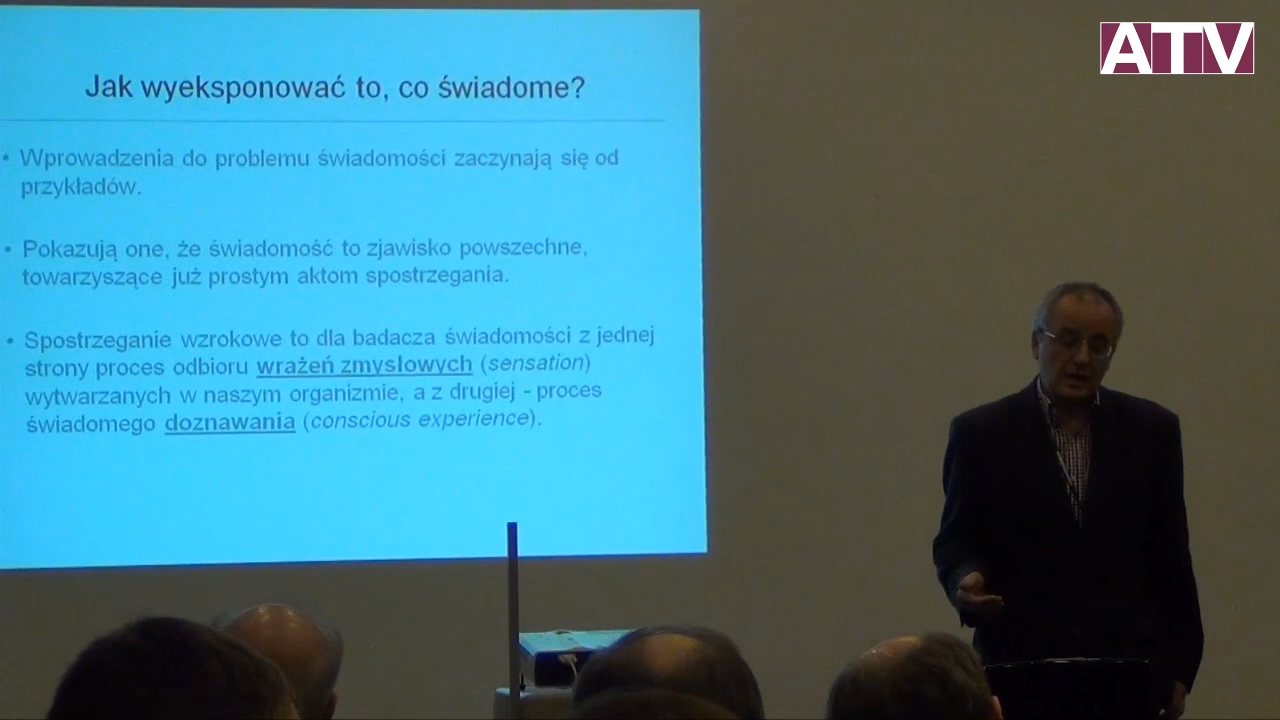 ATV
Jak wyeksponować to, co świadome?
• Wprowadzenia do problemu świadomości zaczynają się od
przykładów.
• Pokazują one, że świadomość to zjawisko powszechne,
towarzyszące już prostym aktom spostrzegania.
• Spostrzeganie wzrokowe to dla badacza świadomości z jednej
strony proces odbioru wrażeń zmysłowych (sensation)
wytwarzanych w naszym organizmie, a z drugiej - proces
świadomego doznawania (conscious experience).